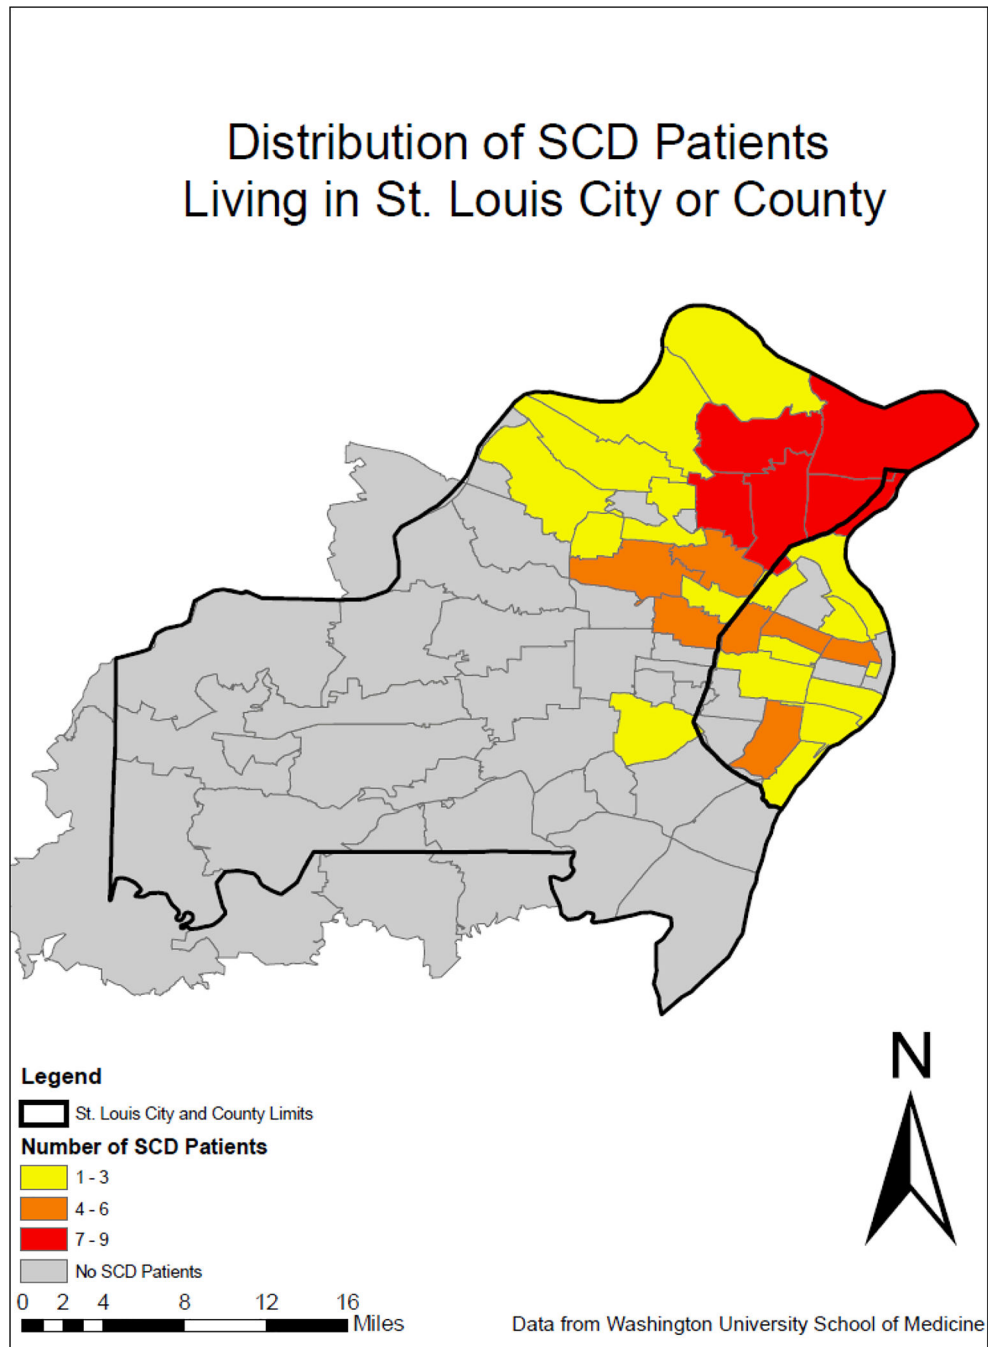 Distribution of SCD Patients
Living in St. Louis City or County
N
Legend
St. Louis City and County Limits
Number of SCD Patients
1 - 3
4 - 6
7 - 9
No SCD Patients
0 2 4 8 12 16
Miles
Data from Washington University School of Medicine